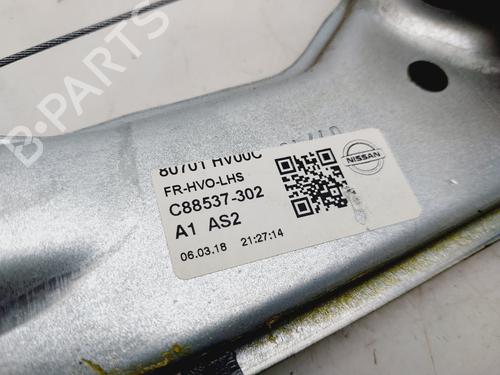 B-PARTS
80701 HV00C
FR-HVO-LHS
C88537-302
A1 AS2
06.03.18 21:27:14
NISSAN